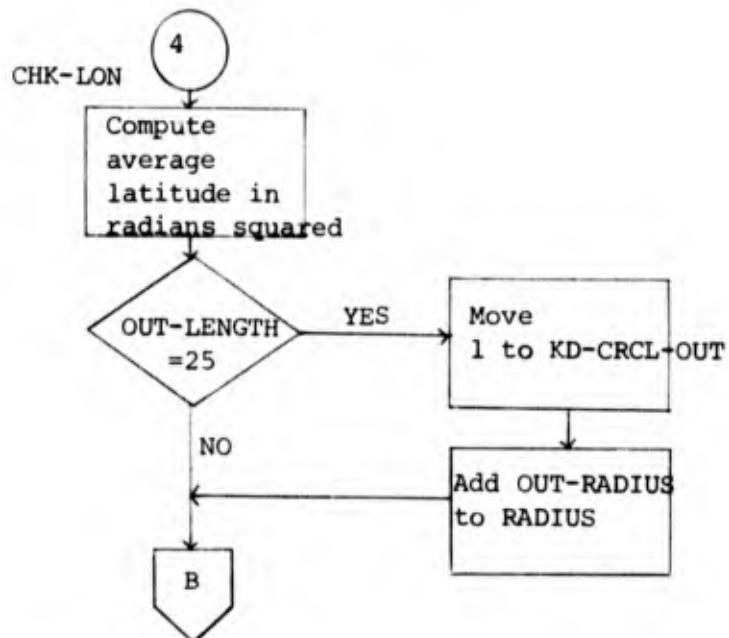 4
CHK-LON
Compute
average
latitude in
radians squared
OUT-LENGTH
=25
YES
Move
1 to KD-CRCL-OUT
NO
Add OUT-RADIUS
to RADIUS
B